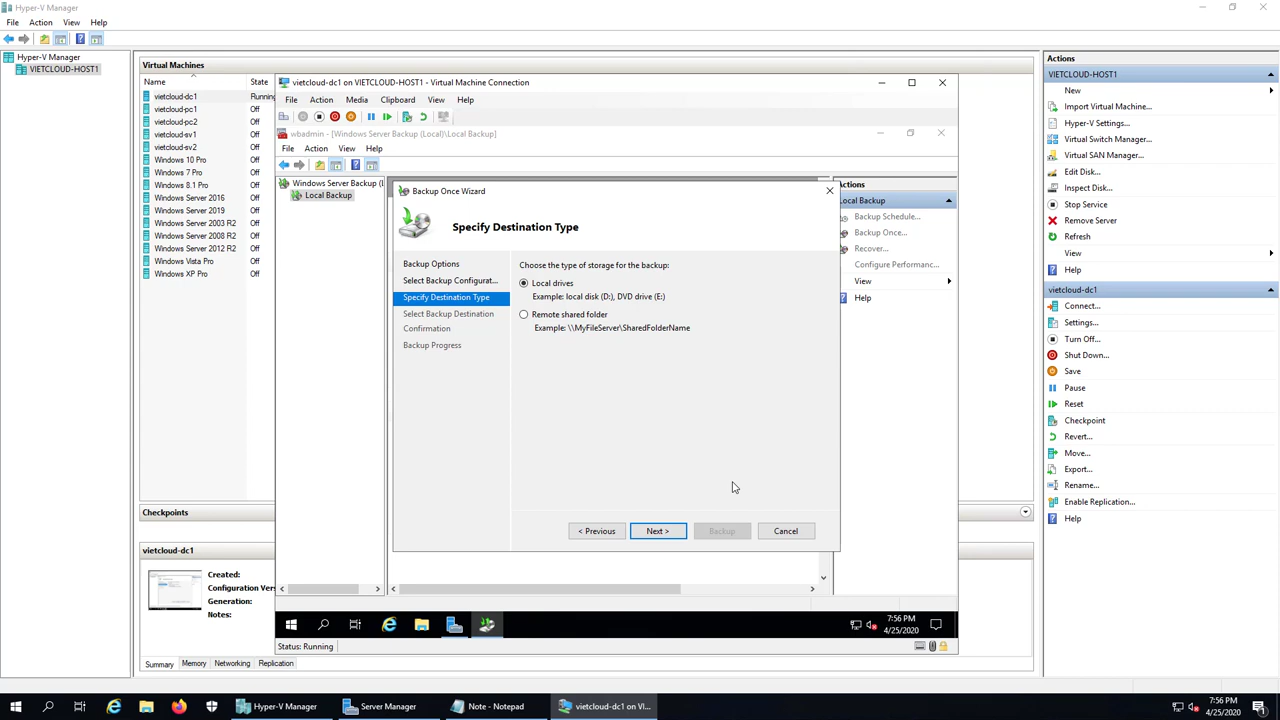 Hyper-V Manager
File Action View Help
Hyper-V Manager
VIETCLOUD-HOST1
Virtual Machines
Name State
vietcloud-dc1 Running
vietcloud-pc1 Off
vietcloud-pc2 Off
vietcloud-sv1 Off
vietcloud-sv2 Off
Windows 10 Pro Off
Windows 7 Pro Off
Windows 8.1 Pro Off
Windows Server 2016 Off
Windows Server 2019 Off
Windows Server 2003 R2 Off
Windows Server 2008 R2 Off
Windows Server 2012 R2 Off
Windows Vista Pro Off
Windows XP Pro Off
Checkpoints
vietcloud-dc1
Created:
Configuration Vers
Generation:
Notes:
Summary Memory Networking Replication
vietcloud-dc1 on VIETCLOUD-HOST1 - Virtual Machine Connection
File Action Media Clipboard View Help
wbadmin - [Windows Server Backup (Local)\Local Backup]
File Action View Help
Windows Server Backup (L
Local Backup
Backup Once Wizard
Specify Destination Type
Backup Options
Select Backup Configurat...
Specify Destination Type
Select Backup Destination
Confirmation
Backup Progress
Choose the type of storage for the backup:
Local drives
Example: local disk (D:), DVD drive (E:)
Remote shared folder
Example: \\MyFileServer\SharedFolderName
< Previous Next > Backup Cancel
Actions
Local Backup
Backup Schedule...
Backup Once...
Recover...
Configure Performanc...
View
Help
7:56 PM
4/25/2020
Status: Running
Actions
VIETCLOUD-HOST1
New
Import Virtual Machine...
Hyper-V Settings...
Virtual Switch Manager...
Virtual SAN Manager...
Edit Disk...
Inspect Disk...
Stop Service
Remove Server
Refresh
View
Help
vietcloud-dc1
Connect...
Settings...
Turn Off...
Shut Down...
Save
Pause
Reset
Checkpoint
Revert...
Move...
Export...
Rename...
Enable Replication...
Help
Hyper-V Manager Server Manager Note - Notepad vietcloud-dc1 on VI...
7:56 PM
4/25/2020